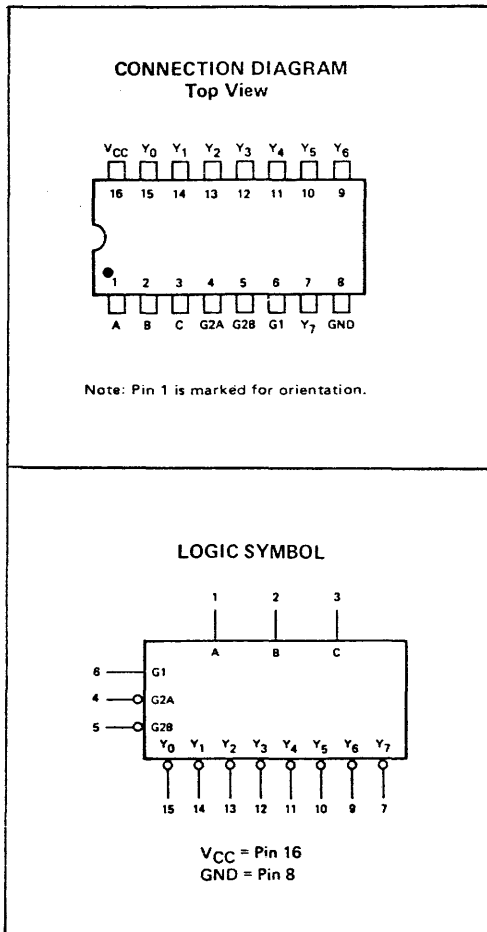 CONNECTION DIAGRAM
Top View
VCC Y0 Y1 Y2 Y3 Y4 Y5 Y6
16 15 14 13 12 11 10 9
1 2 3 4 5 6 7 8
A B C G2A G2B G1 Y7 GND
Note: Pin 1 is marked for orientation.
LOGIC SYMBOL
1 2 3
A B C
6 G1
4 G2A
5 G2B
Y0 Y1 Y2 Y3 Y4 Y5 Y6 Y7
15 14 13 12 11 10 9 7
VCC = Pin 16
GND = Pin 8